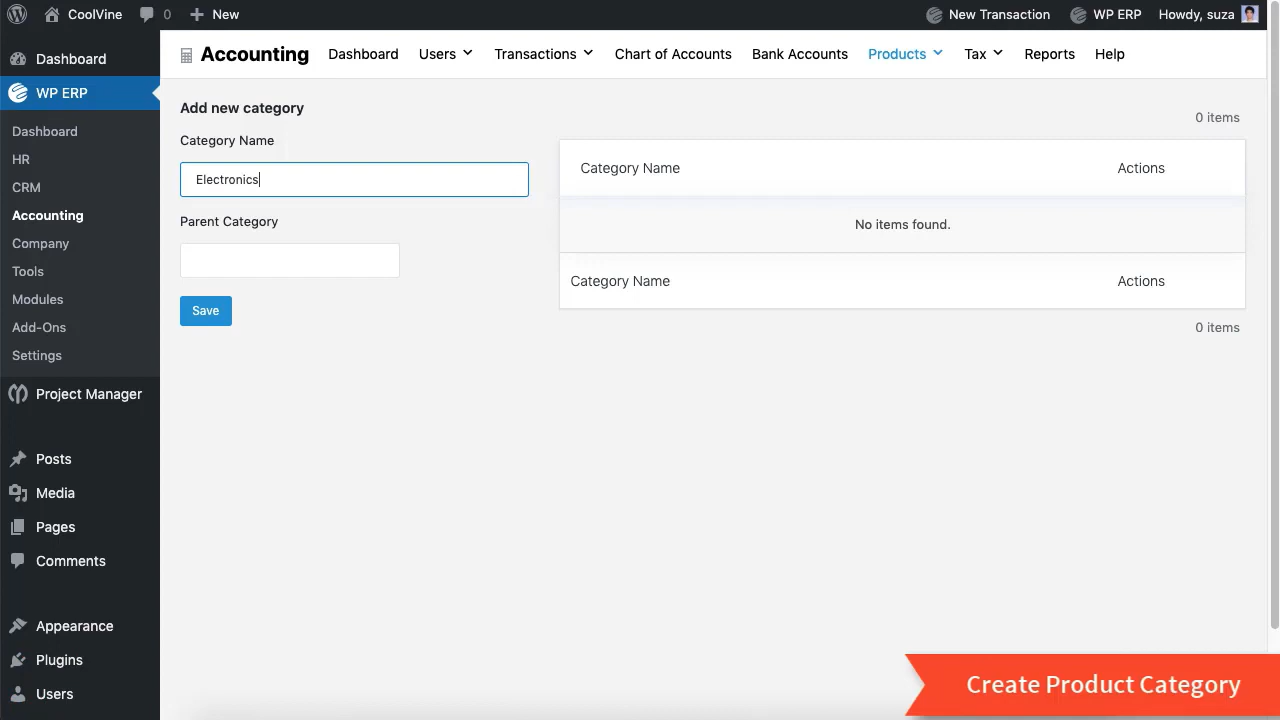 CoolVine 0 New New Transaction WP ERP Howdy, suza
Dashboard
WP ERP
Dashboard
HR
CRM
Accounting
Company
Tools
Modules
Add-Ons
Settings
Project Manager
Posts
Media
Pages
Comments
Appearance
Plugins
Users
Accounting Dashboard Users Transactions Chart of Accounts Bank Accounts Products Tax Reports Help
Add new category
Category Name
Electronics
Parent Category
Save
0 items
Category Name Actions
No items found.
Category Name Actions
0 items
Create Product Category